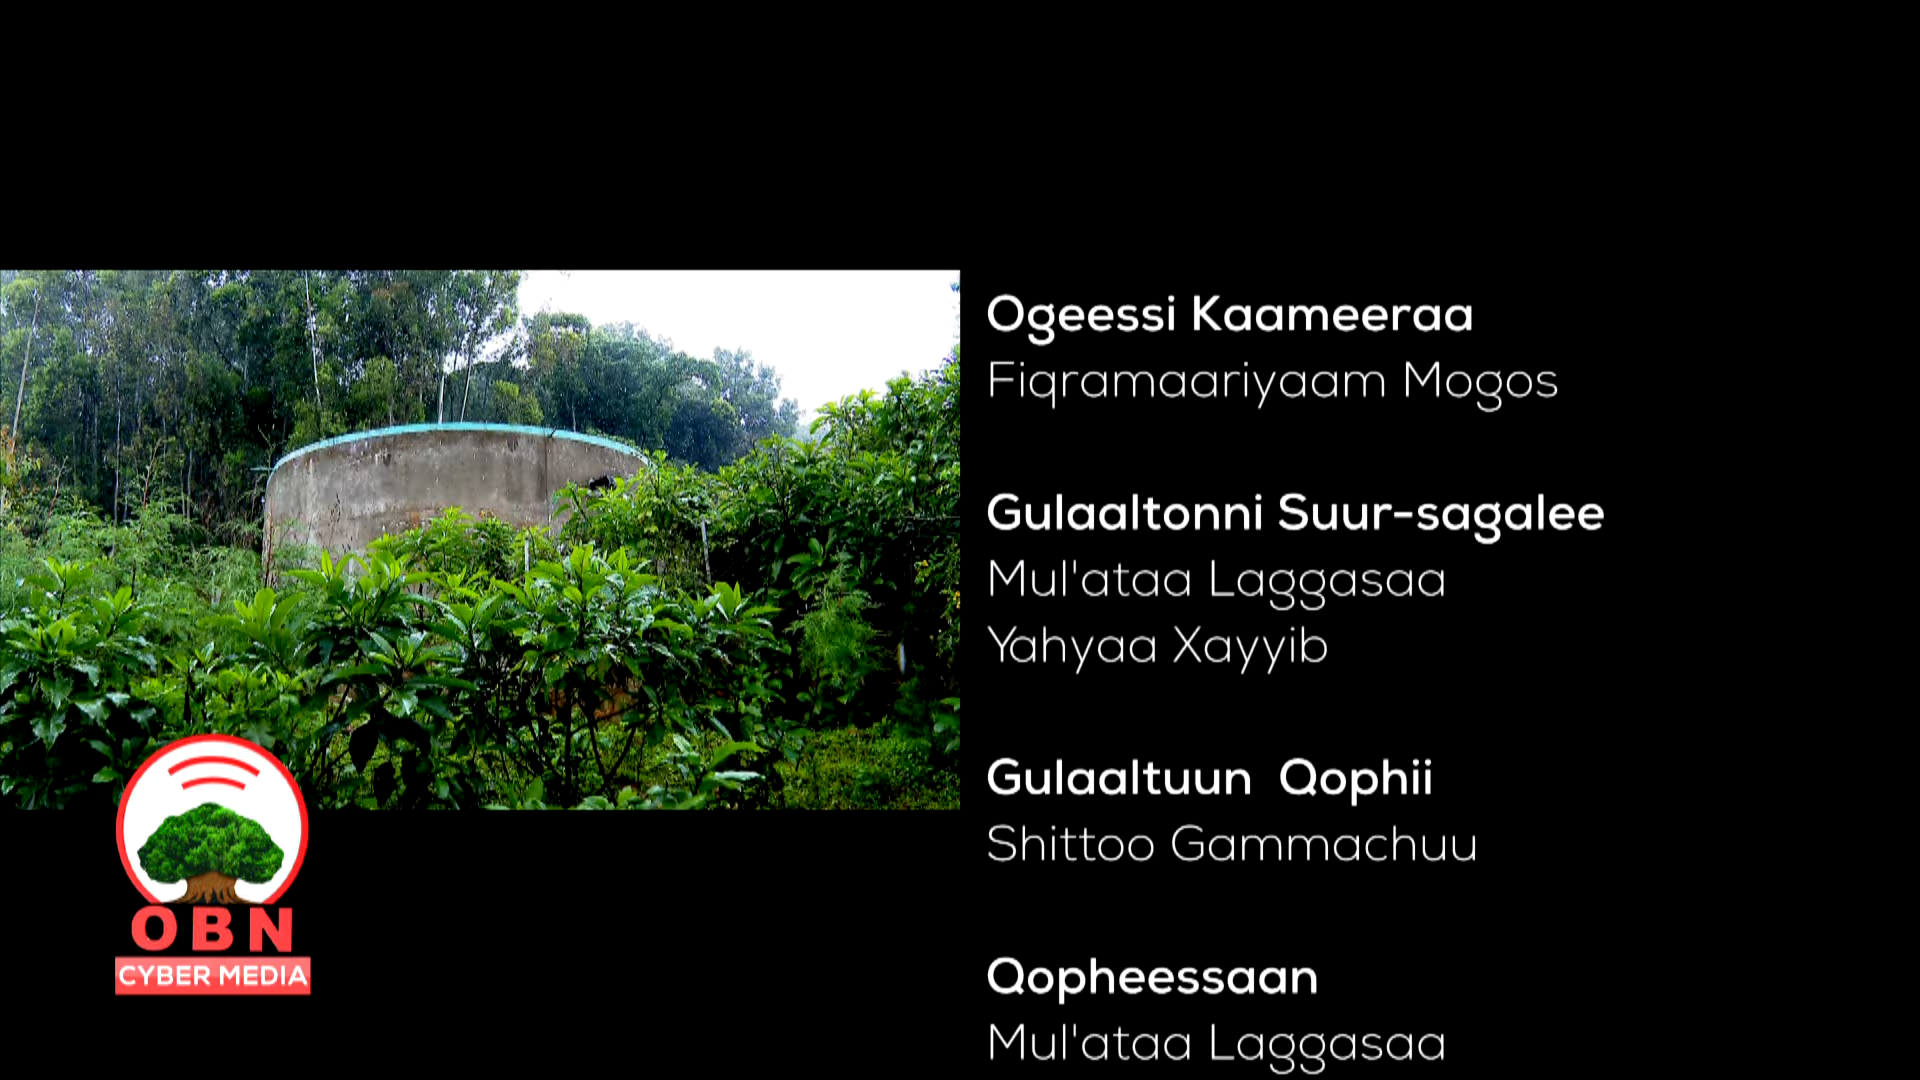 Ogeessi Kaameeraa
Fiqramaariyaam Mogos
Gulaaltonni Suur-sagalee
Mul'ataa Laggasaa
Yahyaa Xayyib
Gulaaltuun Qophii
Shittoo Gammachuu
Qopheessaan
Mul'ataa Laggasaa
OBN
CYBER MEDIA